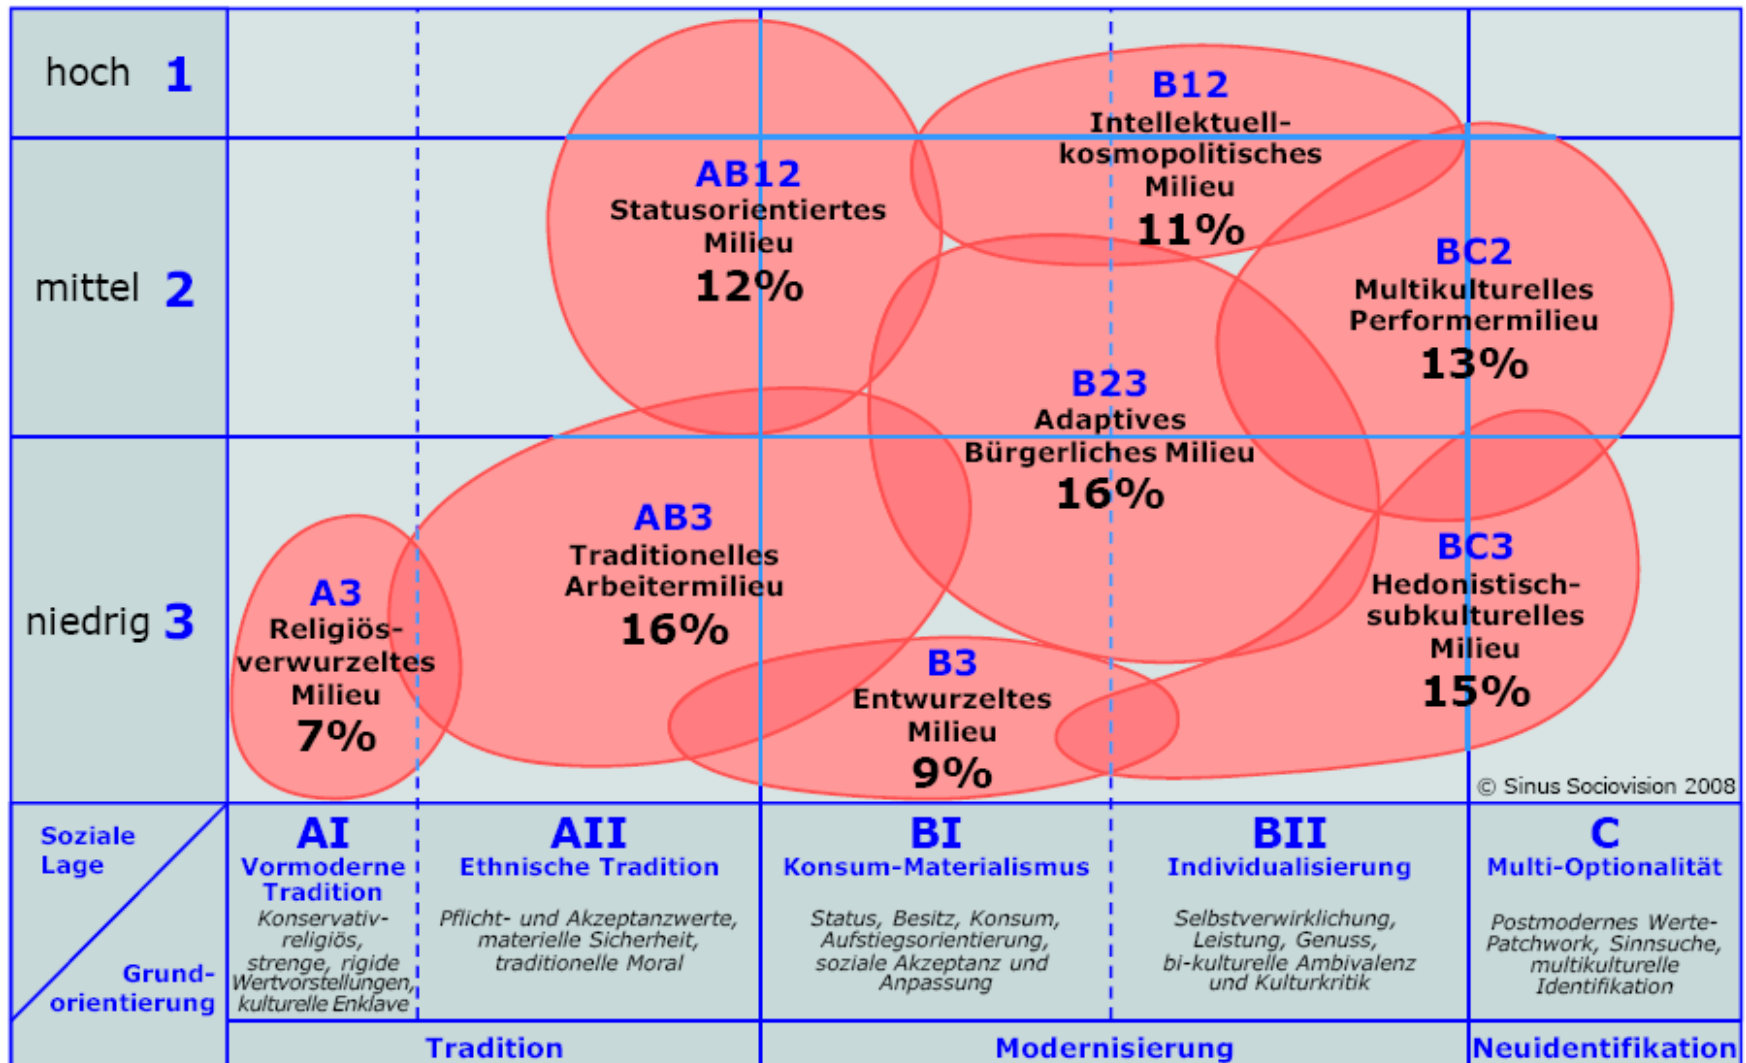 hoch 1
mittel 2
niedrig 3
AB12
Statusorientiertes
Milieu
12%
B12
Intellektuell-
kosmopolitisches
Milieu
11%
BC2
Multikulturelles
Performermilieu
13%
B23
Adaptives
Bürgerliches Milieu
16%
AB3
Traditionelles
Arbeitermilieu
16%
A3
Religiös-
verwurzeltes
Milieu
7%
B3
Entwurzeltes
Milieu
9%
BC3
Hedonistisch-
subkulturelles
Milieu
15%
© Sinus Sociovision 2008
Soziale
Lage
Grund-
orientierung
AI
Vormoderne
Tradition
Konservativ-
religiös,
strenge, rigide
Wertvorstellungen,
kulturelle Enklave
AII
Ethnische Tradition
Pflicht- und Akzeptanzwerte,
materielle Sicherheit,
traditionelle Moral
BI
Konsum-Materialismus
Status, Besitz, Konsum,
Aufstiegsorientierung,
soziale Akzeptanz und
Anpassung
BII
Individualisierung
Selbstverwirklichung,
Leistung, Genuss,
bi-kulturelle Ambivalenz
und Kulturkritik
C
Multi-Optionalität
Postmodernes Werte-
Patchwork, Sinnsuche,
multikulturelle
Identifikation
Tradition
Modernisierung
Neuidentifikation